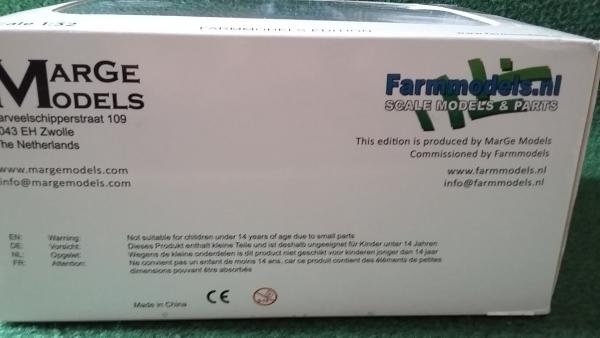 1:32
FARMMODELS EDITION
MARGE
MODELS
043 EH Zwolle
The Netherlands
www.margemodels.com
info@margemodels.com
Farmmodels.nl
SCALE MODELS & PARTS
This edition is produced by MarGe Models
Commissioned by Farmmodels
www.farmmodels.nl
info@farmmodels.nl
EN: Warning: Not suitable for children under 14 years of age due to small parts
DE: Vorsicht: Dieses Produkt enthalt kleine Teile und ist deshalb ungeeignet für Kinder unter 14 Jahren
NL: Opgelet: Wegens de kleine onderdelen is dit product niet geschikt voor kinderen jonger dan 14 jaar
FR: Attention: Ne convient pas un enfant de moins 14 ans, car ce produit contient des éléments de petites
dimensions pouvant être absorbés
Made in China CE